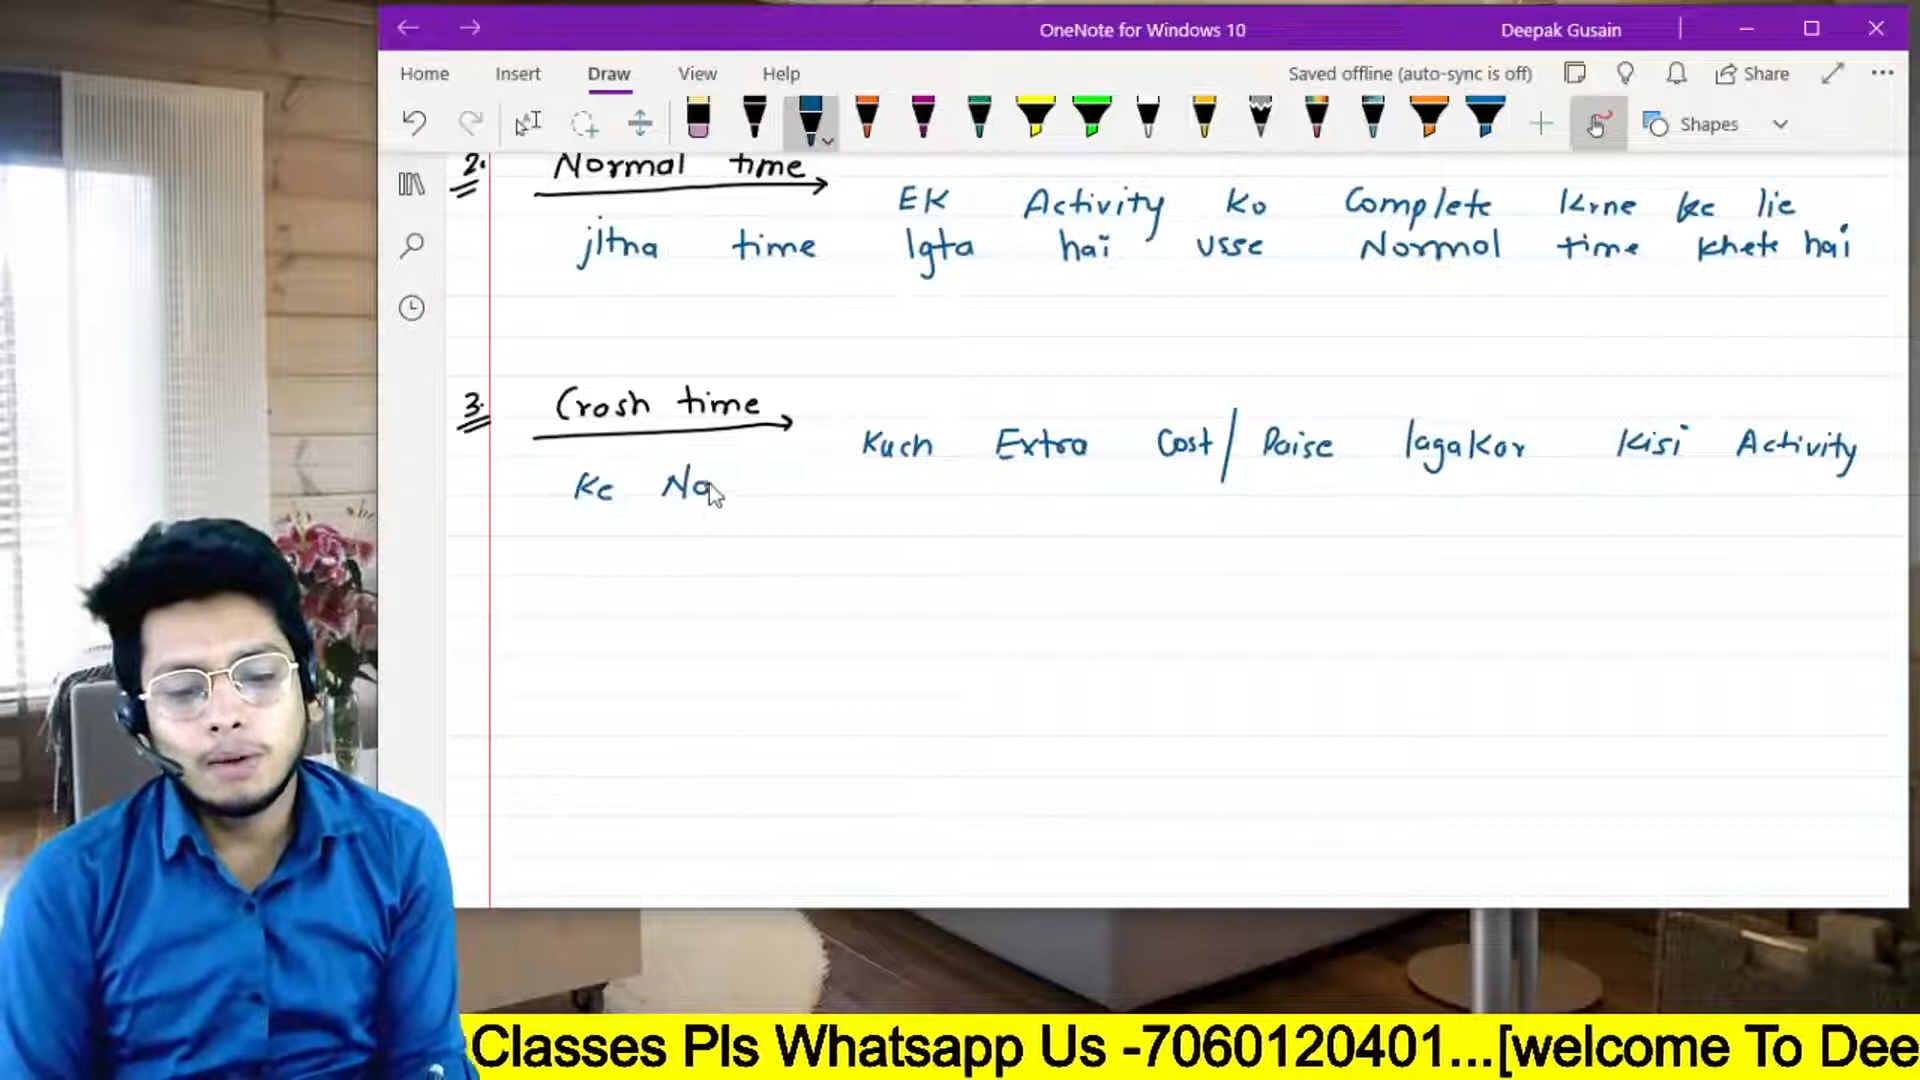 OneNote for Windows 10
Deepak Gusain
Home Insert Draw View Help
Saved offline (auto-sync is off)
Share
Shapes
2. Normal time
EK Activity Ko Complete Krne ke lie
jitna time lgta hai usse Normal time khete hai
3. Crash time
Kuch Extra Cost/ Paise lagakar Kisi Activity
Ke No
Classes Pls Whatsapp Us -7060120401...[welcome To Dee